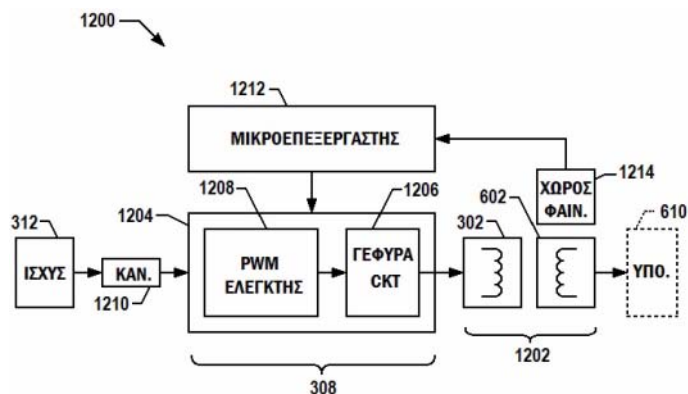 1200
1212
ΜΙΚΡΟΕΠΕΞΕΡΓΑΣΤΗΣ
1214
ΧΩΡΟΣ
ΦΑΙΝ.
312
ΙΣΧΥΣ
ΚΑΝ.
1210
1204
1208
PWM
ΕΛΕΓΚΤΗΣ
1206
ΓΕΦΥΡΑ
CKT
302
602
610
ΥΠΟ.
308
1202